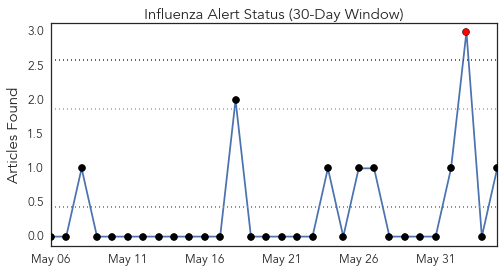 Influenza Alert Status (30-Day Window)
Articles Found
3.0
2.5
2.0
1.5
1.0
0.5
0.0
May 06 May 11 May 16 May 21 May 26 May 31